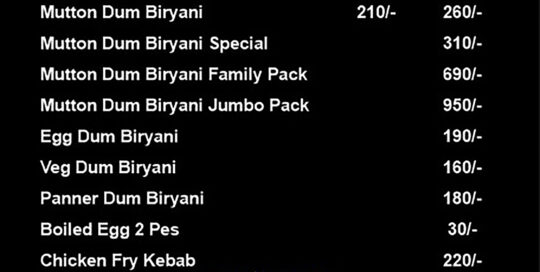 Mutton Dum Biryani 210/- 260/-
Mutton Dum Biryani Special 310/-
Mutton Dum Biryani Family Pack 690/-
Mutton Dum Biryani Jumbo Pack 950/-
Egg Dum Biryani 190/-
Veg Dum Biryani 160/-
Panner Dum Biryani 180/-
Boiled Egg 2 Pes 30/-
Chicken Fry Kebab 220/-